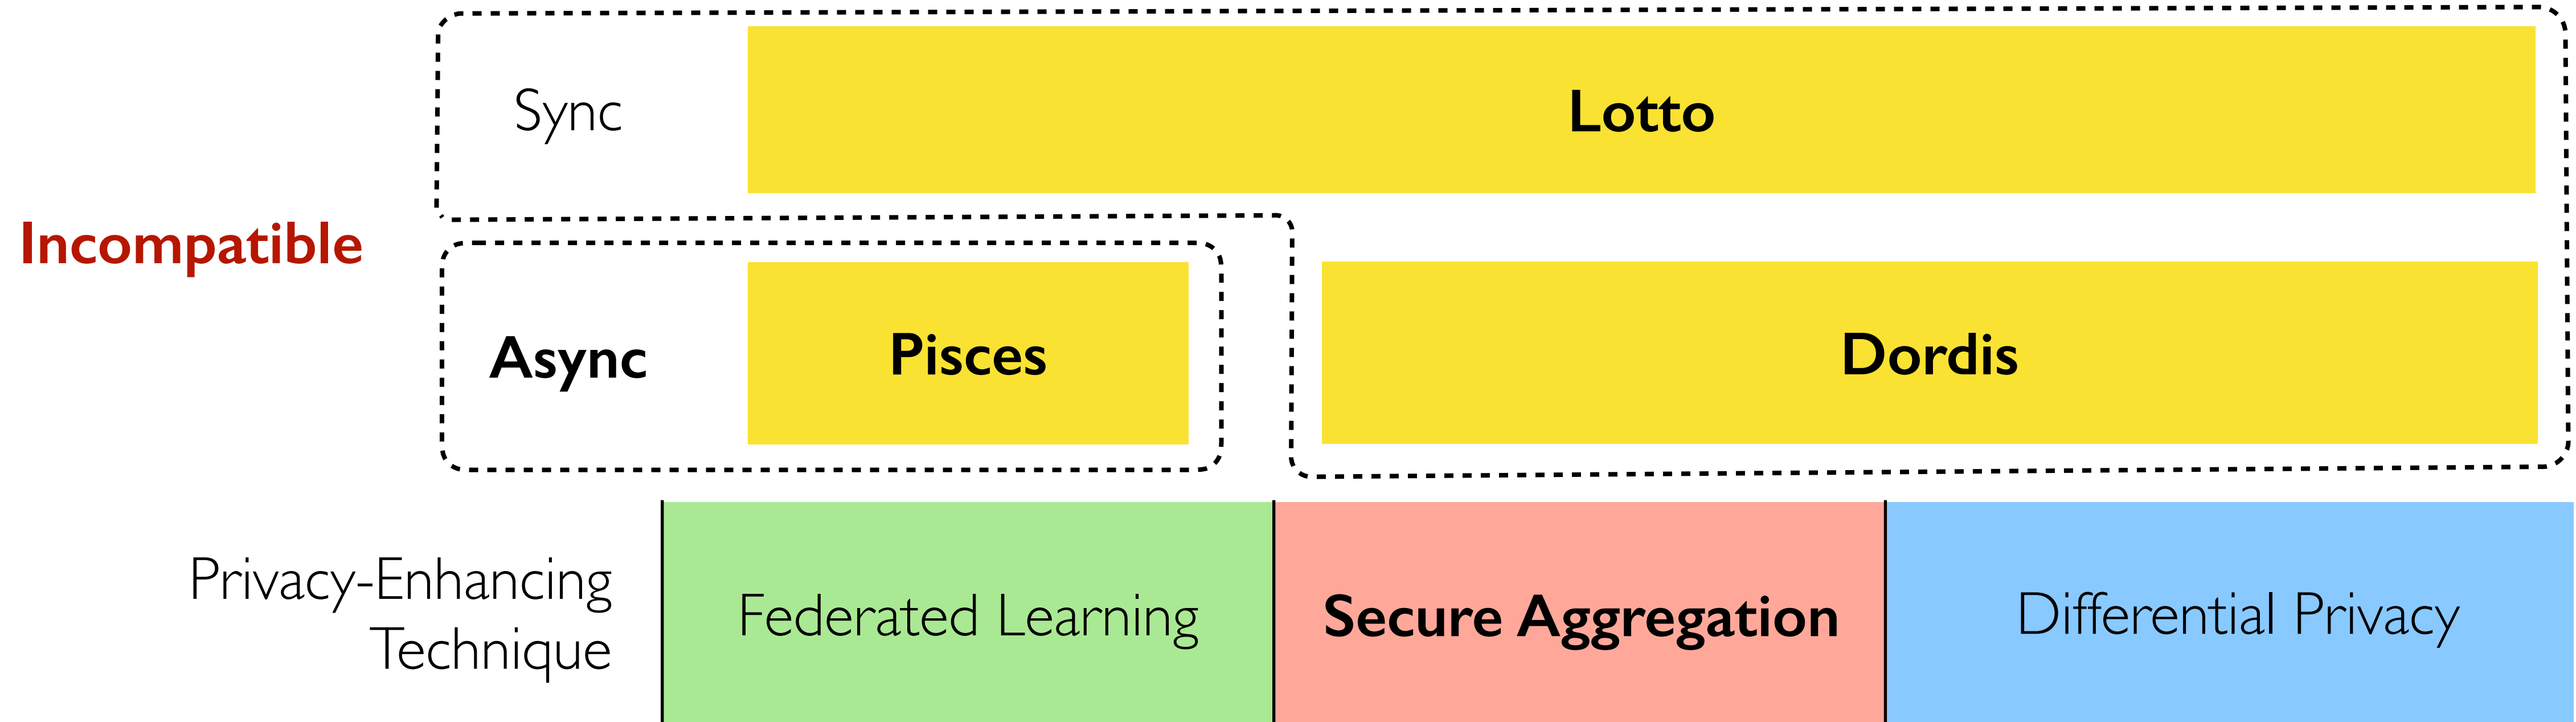 Sync
Lotto
Incompatible
Async
Pisces
Dordis
Privacy-Enhancing
Technique
Federated Learning
Secure Aggregation
Differential Privacy